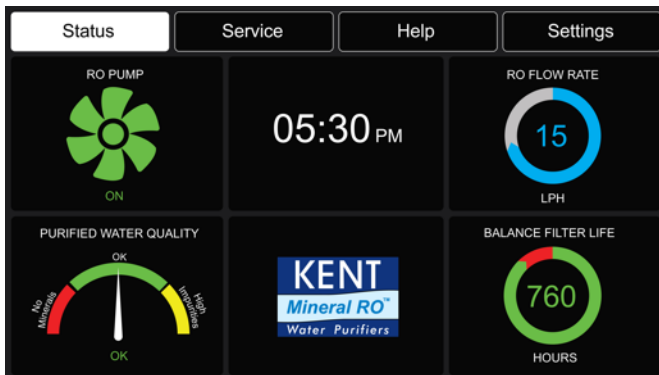 Status
Service
Help
Settings
RO PUMP
ON
05:30 PM
RO FLOW RATE
15
LPH
PURIFIED WATER QUALITY
OK
No
Minerals
High
Impurities
OK
KENT
Mineral RO™
Water Purifiers
BALANCE FILTER LIFE
760
HOURS